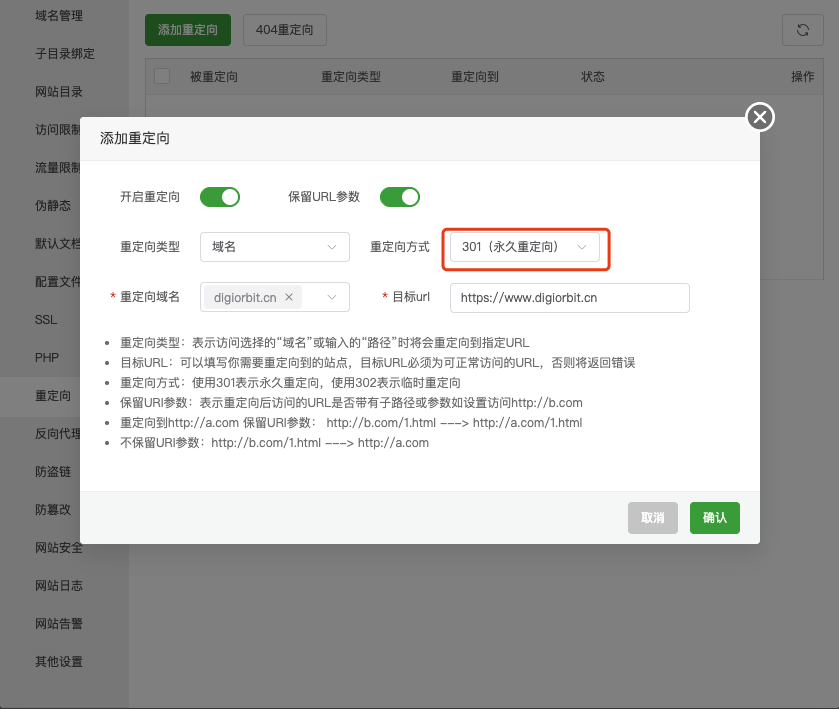 域名管理
子目录绑定
网站目录
访问限制
流量限制
伪静态
默认文档
配置文件
SSL
PHP
重定向
反向代理
防盗链
防篡改
网站安全
网站日志
网站告警
其他设置
添加重定向 404重定向
被重定向 重定向类型 重定向到 状态 操作
添加重定向
开启重定向 保留URL参数
重定向类型 域名 重定向方式 301（永久重定向）
* 重定向域名 digiorbit.cn × * 目标url https://www.digiorbit.cn
• 重定向类型：表示访问选择的“域名”或输入的“路径”时将会重定向到指定URL
• 目标URL：可以填写你需要重定向到的站点，目标URL必须为可正常访问的URL，否则将返回错误
• 重定向方式：使用301表示永久重定向，使用302表示临时重定向
• 保留URI参数：表示重定向后访问的URL是否带有子路径或参数如设置访问http://b.com
• 重定向到http://a.com 保留URI参数： http://b.com/1.html ---> http://a.com/1.html
• 不保留URI参数：http://b.com/1.html ---> http://a.com
取消 确认